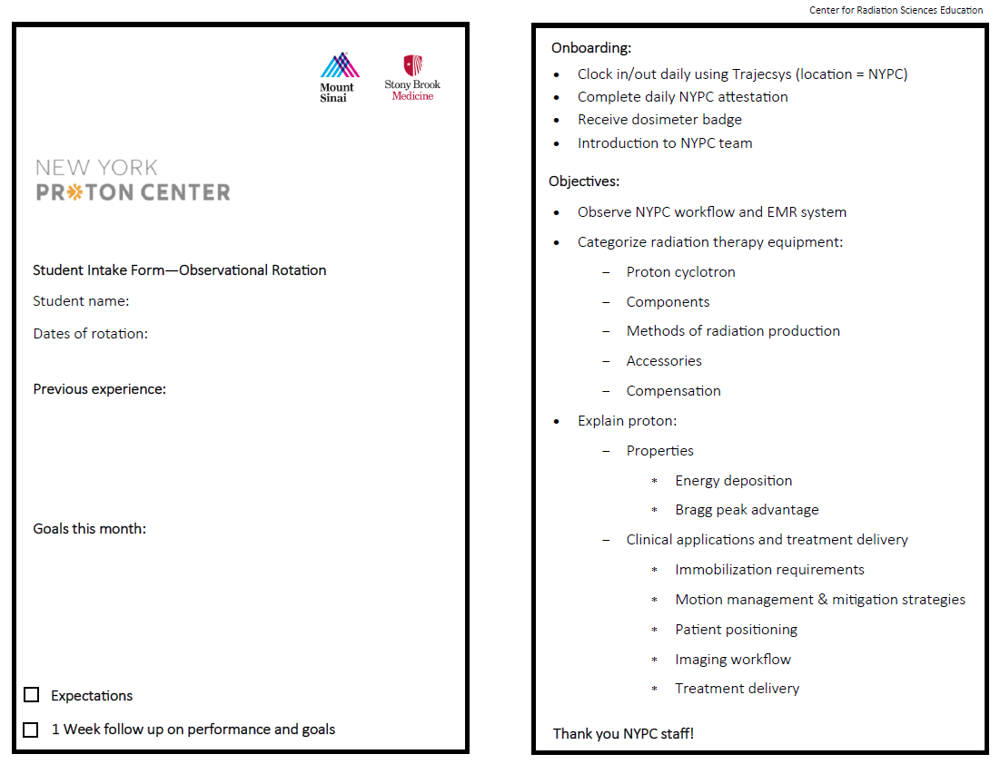 Center for Radiation Sciences Education
Mount
Sinai
Stony Brook
Medicine
NEW YORK
PROTON CENTER
Student Intake Form—Observational Rotation
Student name:
Dates of rotation:
Previous experience:
Goals this month:
Expectations
1 Week follow up on performance and goals
Onboarding:
• Clock in/out daily using Trajecsys (location = NYPC)
• Complete daily NYPC attestation
• Receive dosimeter badge
• Introduction to NYPC team
Objectives:
• Observe NYPC workflow and EMR system
• Categorize radiation therapy equipment:
– Proton cyclotron
– Components
– Methods of radiation production
– Accessories
– Compensation
• Explain proton:
– Properties
* Energy deposition
* Bragg peak advantage
– Clinical applications and treatment delivery
* Immobilization requirements
* Motion management & mitigation strategies
* Patient positioning
* Imaging workflow
* Treatment delivery
Thank you NYPC staff!